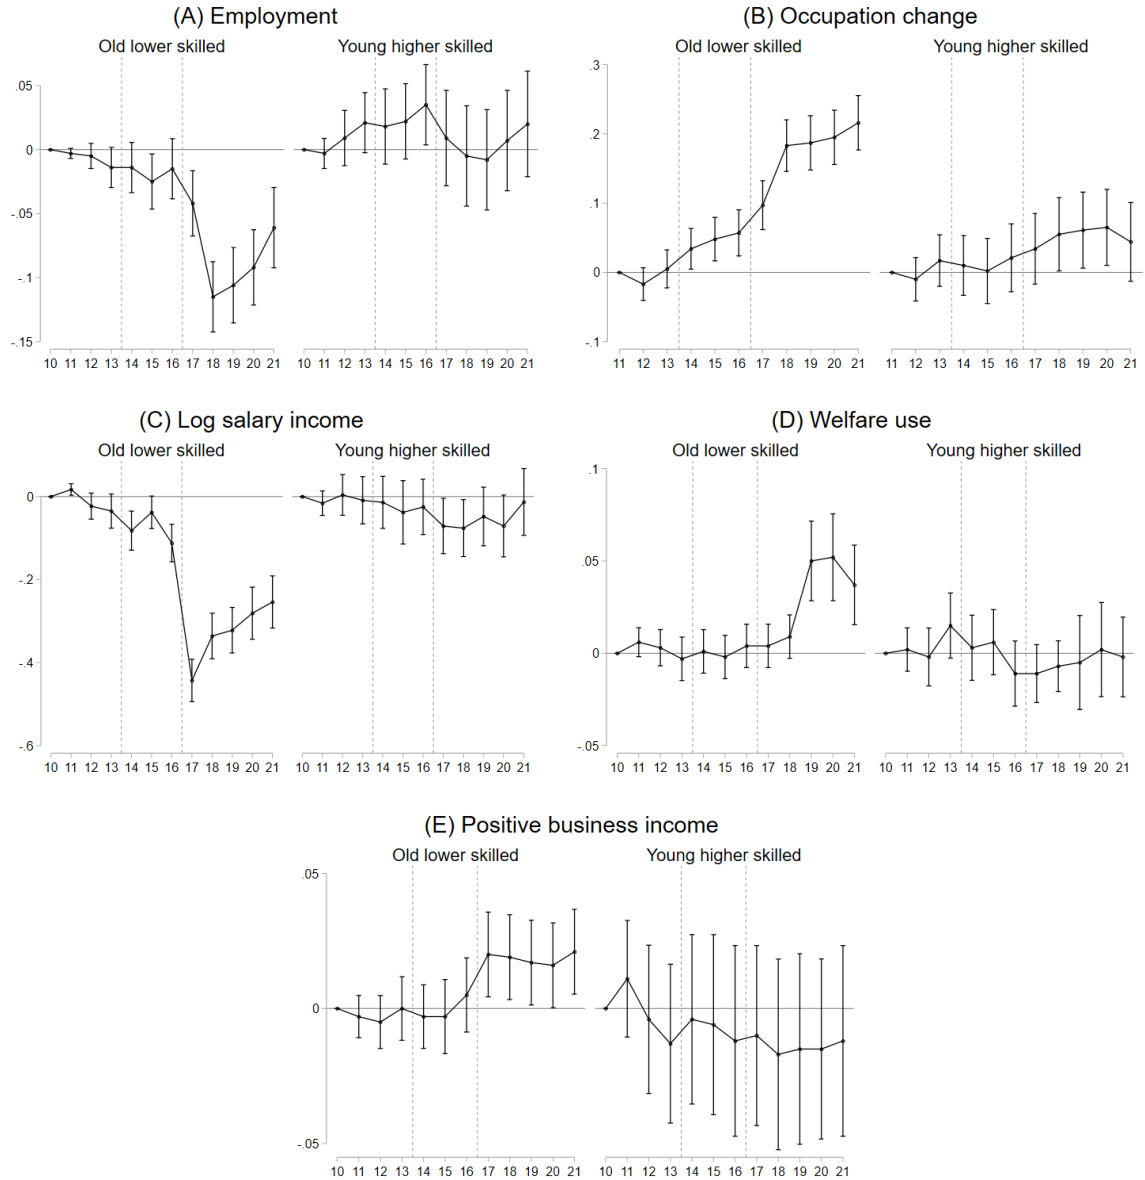 (A) Employment
Old lower skilled
Young higher skilled
.05
0
-.05
-.1
-.15
10 11 12 13 14 15 16 17 18 19 20 21
10 11 12 13 14 15 16 17 18 19 20 21
(B) Occupation change
Old lower skilled
Young higher skilled
.3
.2
.1
0
-.1
11 12 13 14 15 16 17 18 19 20 21
11 12 13 14 15 16 17 18 19 20 21
(C) Log salary income
Old lower skilled
Young higher skilled
0
-.2
-.4
-.6
10 11 12 13 14 15 16 17 18 19 20 21
10 11 12 13 14 15 16 17 18 19 20 21
(D) Welfare use
Old lower skilled
Young higher skilled
.1
.05
0
-.05
10 11 12 13 14 15 16 17 18 19 20 21
10 11 12 13 14 15 16 17 18 19 20 21
(E) Positive business income
Old lower skilled
Young higher skilled
.05
0
-.05
10 11 12 13 14 15 16 17 18 19 20 21
10 11 12 13 14 15 16 17 18 19 20 21